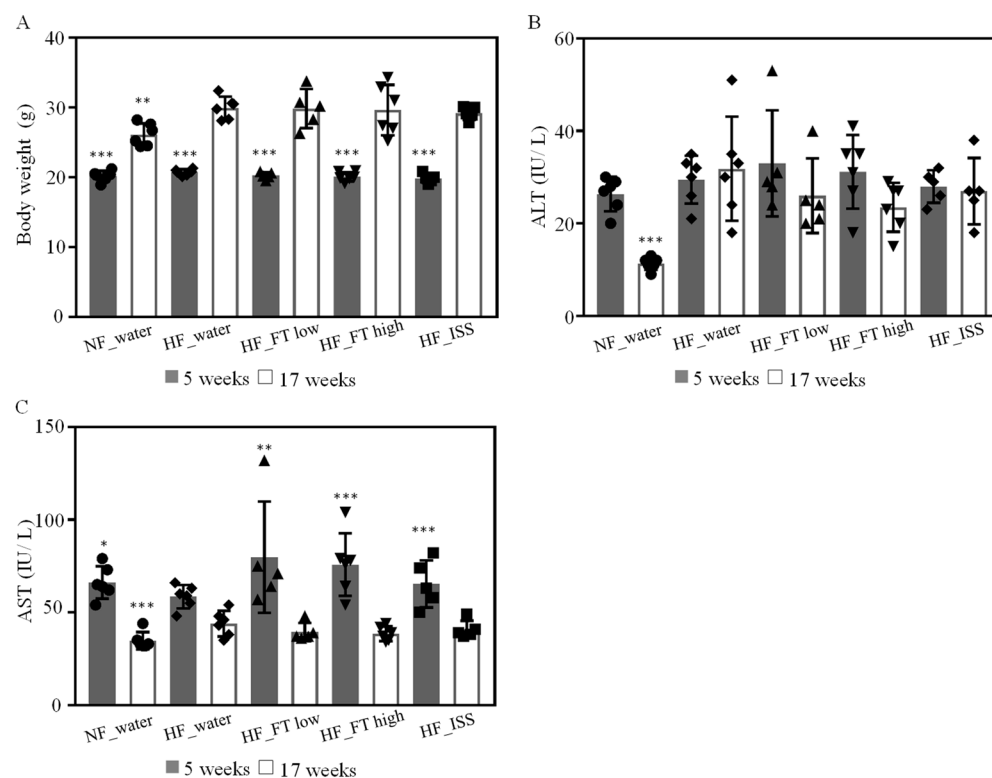 A
Body weight (g)
40
30
20
10
0
*** ** *** *** *** ***
NF_water HF_water HF_FT low HF_FT high HF_ISS
5 weeks 17 weeks
B
ALT (IU/ L)
60
40
20
0
***
NF_water HF_water HF_FT low HF_FT high HF_ISS
5 weeks 17 weeks
C
AST (IU/ L)
150
100
50
0
* *** ** *** ***
NF_water HF_water HF_FT low HF_FT high HF_ISS
5 weeks 17 weeks